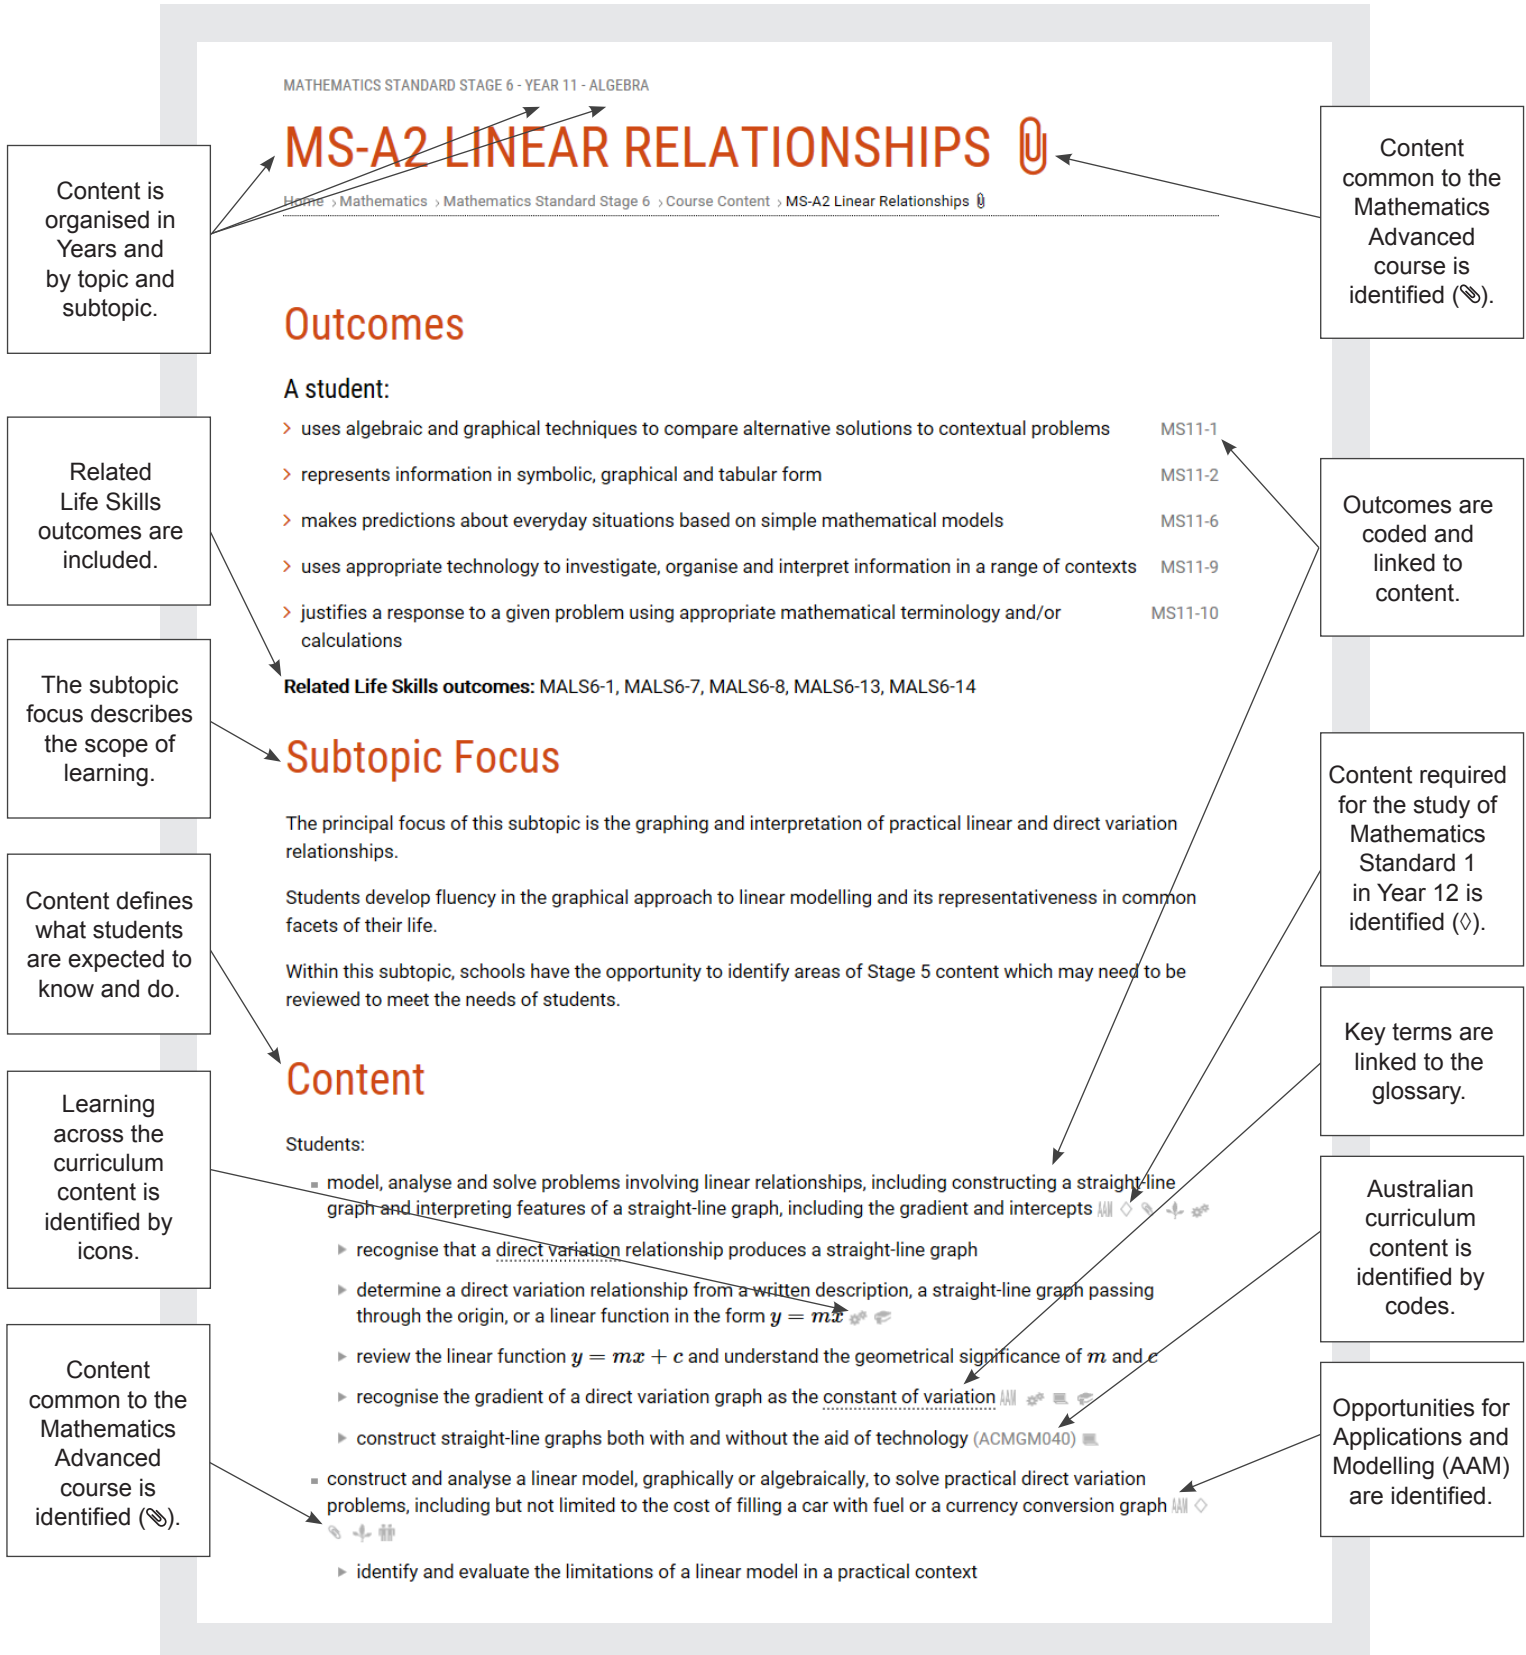 MATHEMATICS STANDARD STAGE 6 - YEAR 11 - ALGEBRA
MS-A2 LINEAR RELATIONSHIPS
Home › Mathematics › Mathematics Standard Stage 6 › Course Content › MS-A2 Linear Relationships
Outcomes
A student:
uses algebraic and graphical techniques to compare alternative solutions to contextual problems MS11-1
represents information in symbolic, graphical and tabular form MS11-2
makes predictions about everyday situations based on simple mathematical models MS11-6
uses appropriate technology to investigate, organise and interpret information in a range of contexts MS11-9
justifies a response to a given problem using appropriate mathematical terminology and/or MS11-10
calculations
Related Life Skills outcomes: MALS6-1, MALS6-7, MALS6-8, MALS6-13, MALS6-14
Subtopic Focus
The principal focus of this subtopic is the graphing and interpretation of practical linear and direct variation
relationships.
Students develop fluency in the graphical approach to linear modelling and its representativeness in common
facets of their life.
Within this subtopic, schools have the opportunity to identify areas of Stage 5 content which may need to be
reviewed to meet the needs of students.
Content
Students:
model, analyse and solve problems involving linear relationships, including constructing a straight-line
graph and interpreting features of a straight-line graph, including the gradient and intercepts AAM ◇
recognise that a direct variation relationship produces a straight-line graph
determine a direct variation relationship from a written description, a straight-line graph passing
through the origin, or a linear function in the form y = mx
review the linear function y = mx + c and understand the geometrical significance of m and c
recognise the gradient of a direct variation graph as the constant of variation AAM
construct straight-line graphs both with and without the aid of technology (ACMGM040)
construct and analyse a linear model, graphically or algebraically, to solve practical direct variation
problems, including but not limited to the cost of filling a car with fuel or a currency conversion graph AAM ◇
identify and evaluate the limitations of a linear model in a practical context
Content is
organised in
Years and
by topic and
subtopic.
Related
Life Skills
outcomes are
included.
The subtopic
focus describes
the scope of
learning.
Content defines
what students
are expected to
know and do.
Learning
across the
curriculum
content is
identified by
icons.
Content
common to the
Mathematics
Advanced
course is
identified (✎).
Content
common to the
Mathematics
Advanced
course is
identified (✎).
Outcomes are
coded and
linked to
content.
Content required
for the study of
Mathematics
Standard 1
in Year 12 is
identified (◊).
Key terms are
linked to the
glossary.
Australian
curriculum
content is
identified by
codes.
Opportunities for
Applications and
Modelling (AAM)
are identified.